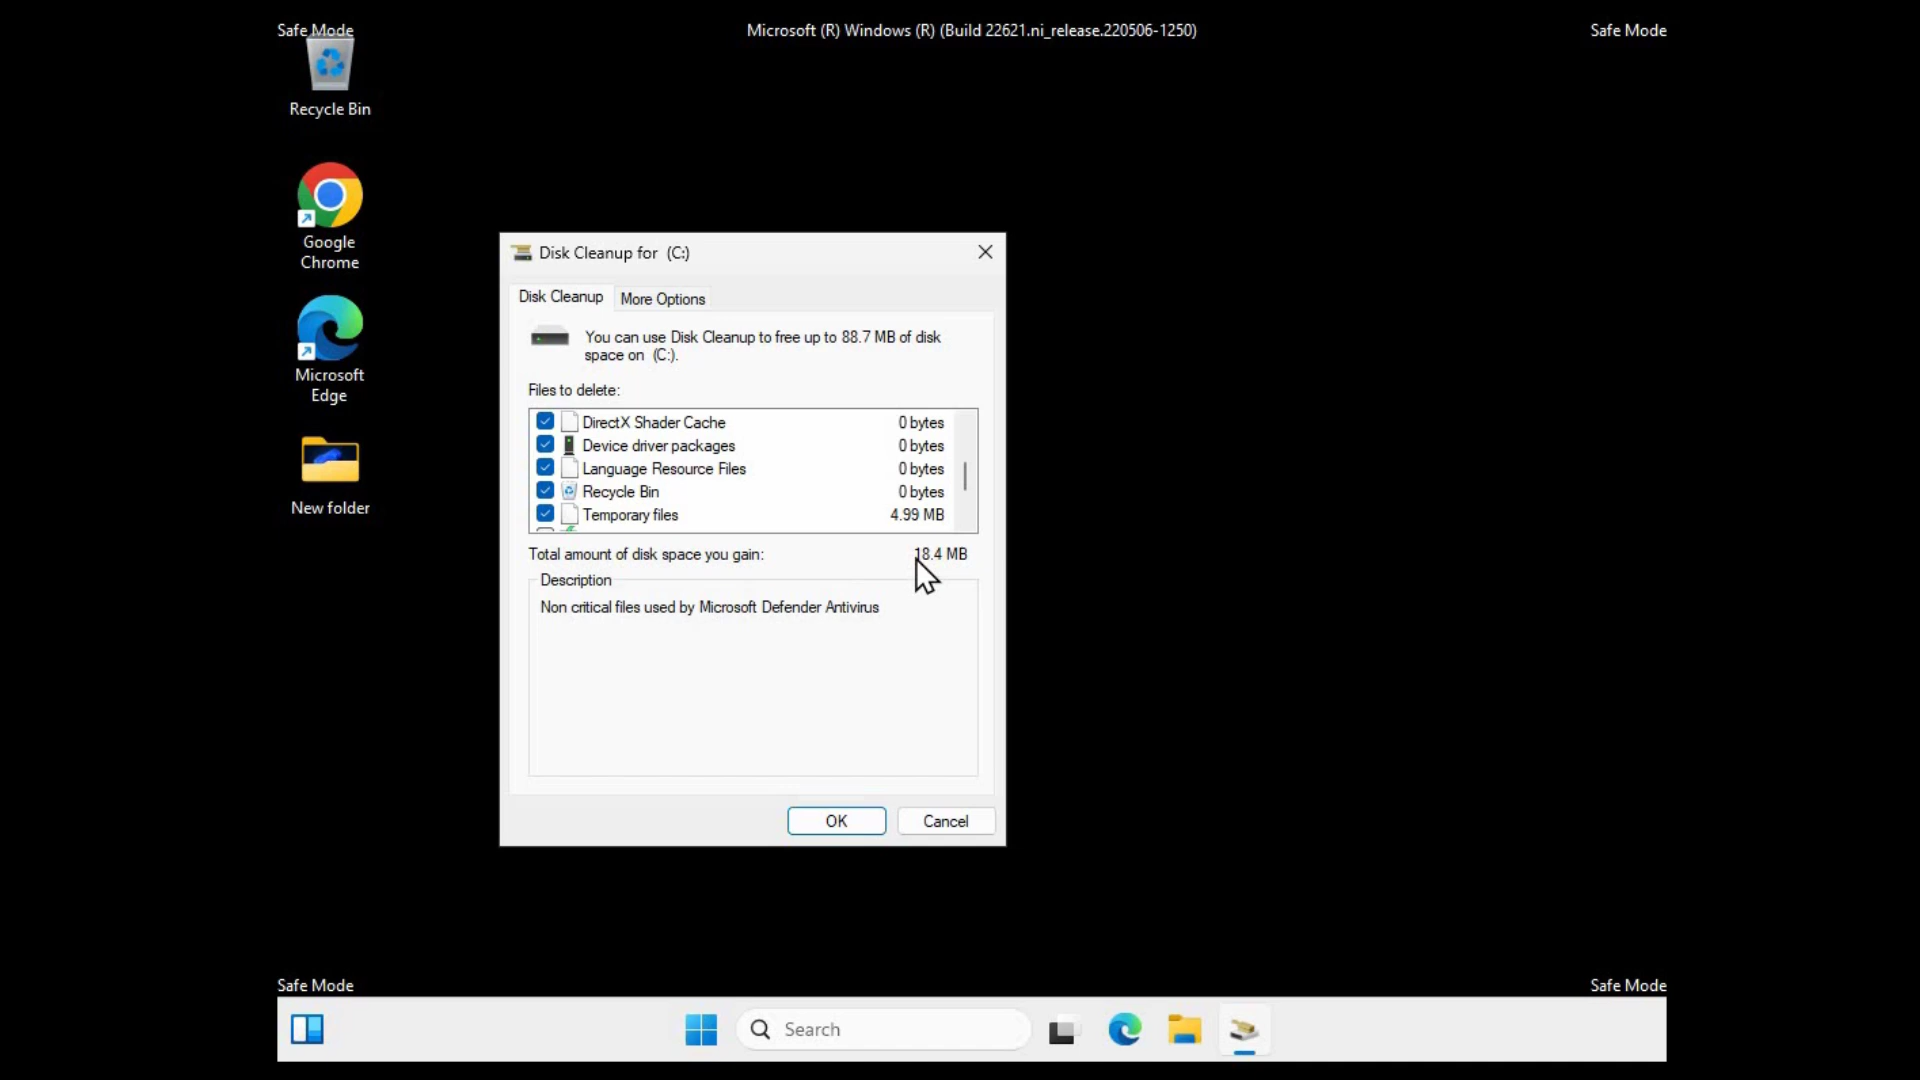 Safe Mode
Microsoft (R) Windows (R) (Build 22621.ni_release.220506-1250)
Safe Mode
Recycle Bin
Google
Chrome
Microsoft
Edge
New folder
Disk Cleanup for (C:)
Disk Cleanup
More Options
You can use Disk Cleanup to free up to 88.7 MB of disk
space on (C:).
Files to delete:
DirectX Shader Cache 0 bytes
Device driver packages 0 bytes
Language Resource Files 0 bytes
Recycle Bin 0 bytes
Temporary files 4.99 MB
Total amount of disk space you gain: 18.4 MB
Description
Non critical files used by Microsoft Defender Antivirus
OK
Cancel
Safe Mode
Safe Mode
Search